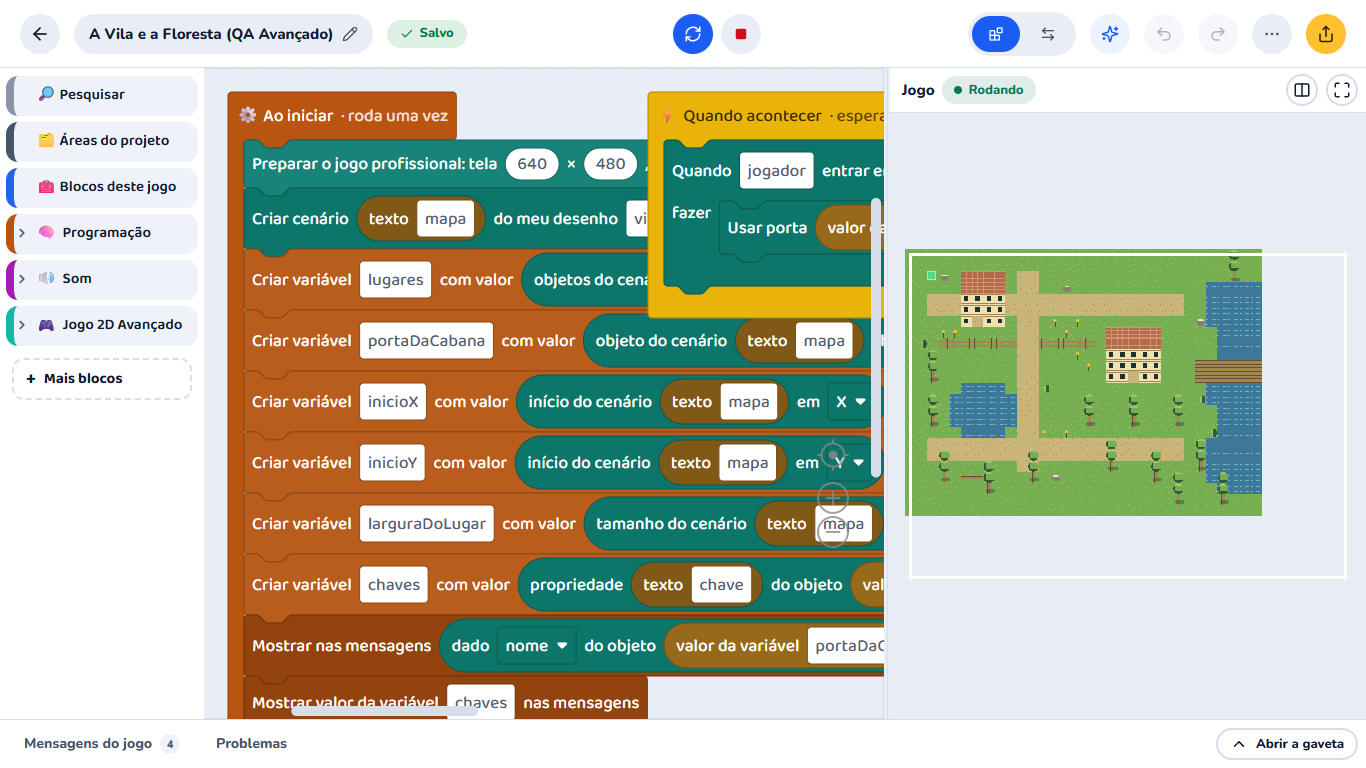 A Vila e a Floresta (QA Avançado)
Salvo
Pesquisar
Áreas do projeto
Blocos deste jogo
Programação
Som
Jogo 2D Avançado
+ Mais blocos
Ao iniciar · roda uma vez
Preparar o jogo profissional: tela 640 × 480
Criar cenário texto mapa do meu desenho vi
Criar variável lugares com valor objetos do cená
Criar variável portaDaCabana com valor objeto do cenário texto mapa
Criar variável inicioX com valor início do cenário texto mapa em X
Criar variável inicioY com valor início do cenário texto mapa em Y
Criar variável larguraDoLugar com valor tamanho do cenário texto mapa
Criar variável chaves com valor propriedade texto chave do objeto val
Mostrar nas mensagens dado nome do objeto valor da variável portaDaC
Mostrar valor da variável chaves nas mensagens
Quando acontecer · espera
Quando jogador entrar e
fazer Usar porta valor
Jogo
Rodando
Mensagens do jogo 4
Problemas
Abrir a gaveta